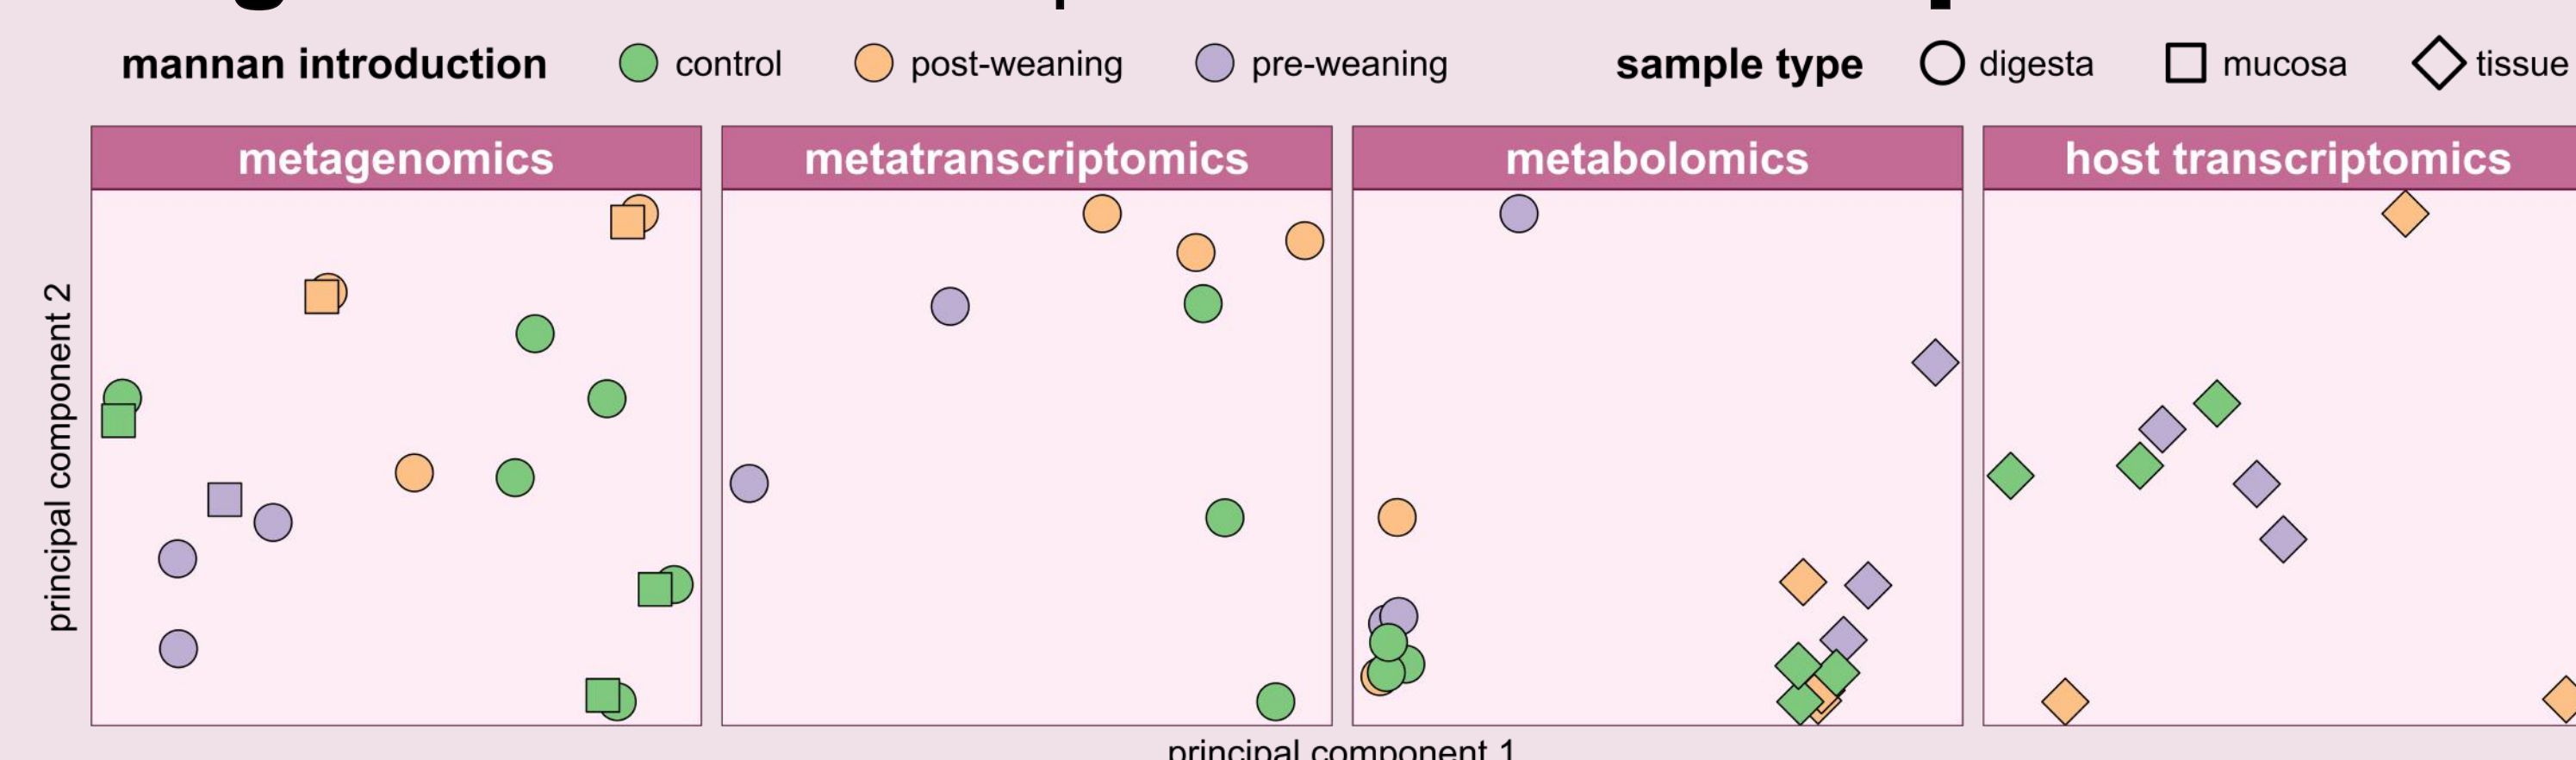 mannan introduction control post-weaning pre-weaning sample type digesta mucosa tissue
metagenomics metatranscriptomics metabolomics host transcriptomics
principal component 2
principal component 1